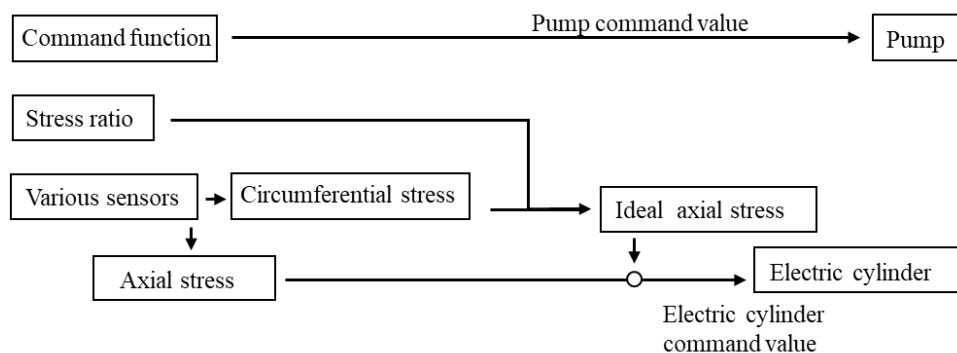 Command function
Pump command value
Pump
Stress ratio
Various sensors
Circumferential stress
Ideal axial stress
Axial stress
Electric cylinder
Electric cylinder
command value